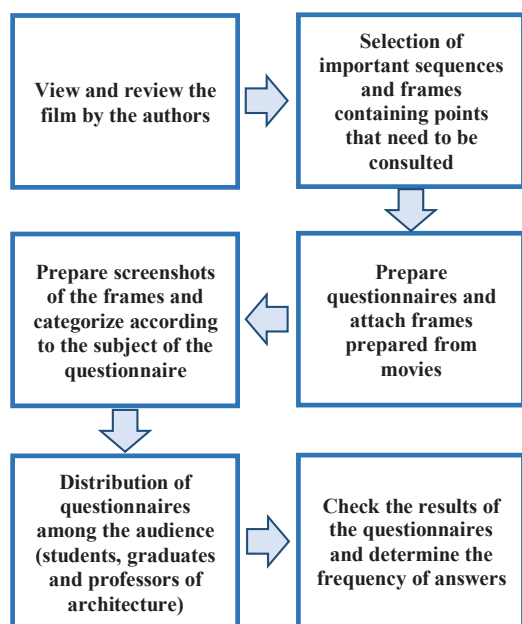 View and review the
film by the authors
Selection of
important sequences
and frames
containing points
that need to be
consulted
Prepare
questionnaires and
attach frames
prepared from
movies
Prepare screenshots
of the frames and
categorize according
to the subject of the
questionnaire
Distribution of
questionnaires
among the audience
(students, graduates
and professors of
architecture)
Check the results of
the questionnaires
and determine the
frequency of answers